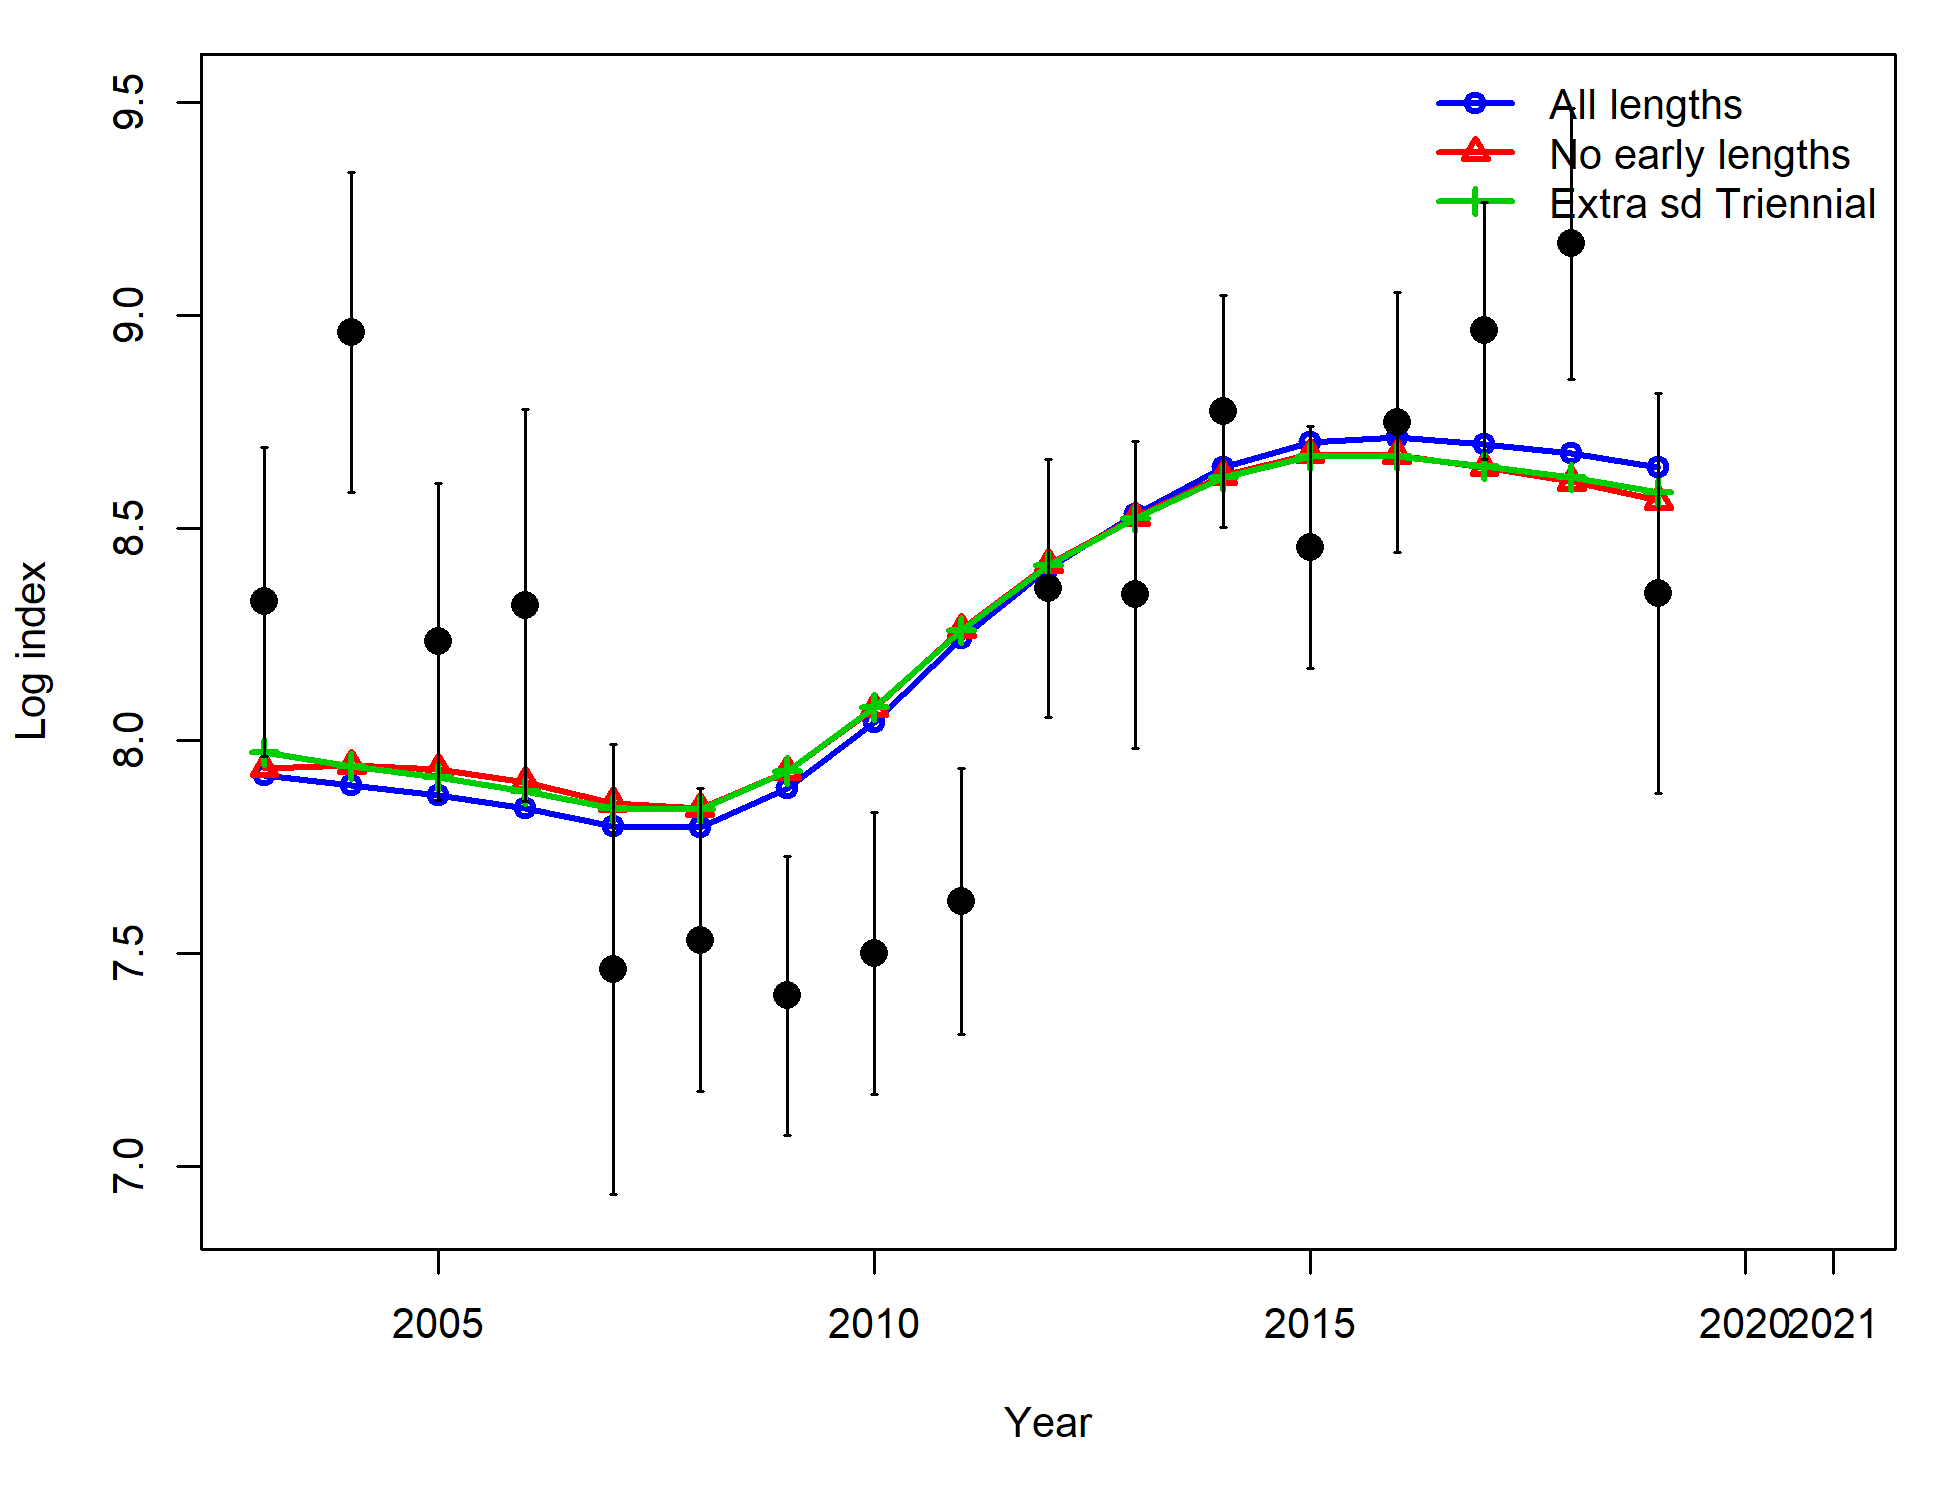 All lengths
No early lengths
Extra sd Triennial
9.5
9.0
8.5
8.0
7.5
7.0
Log index
2005 2010 2015 2020 2021
Year